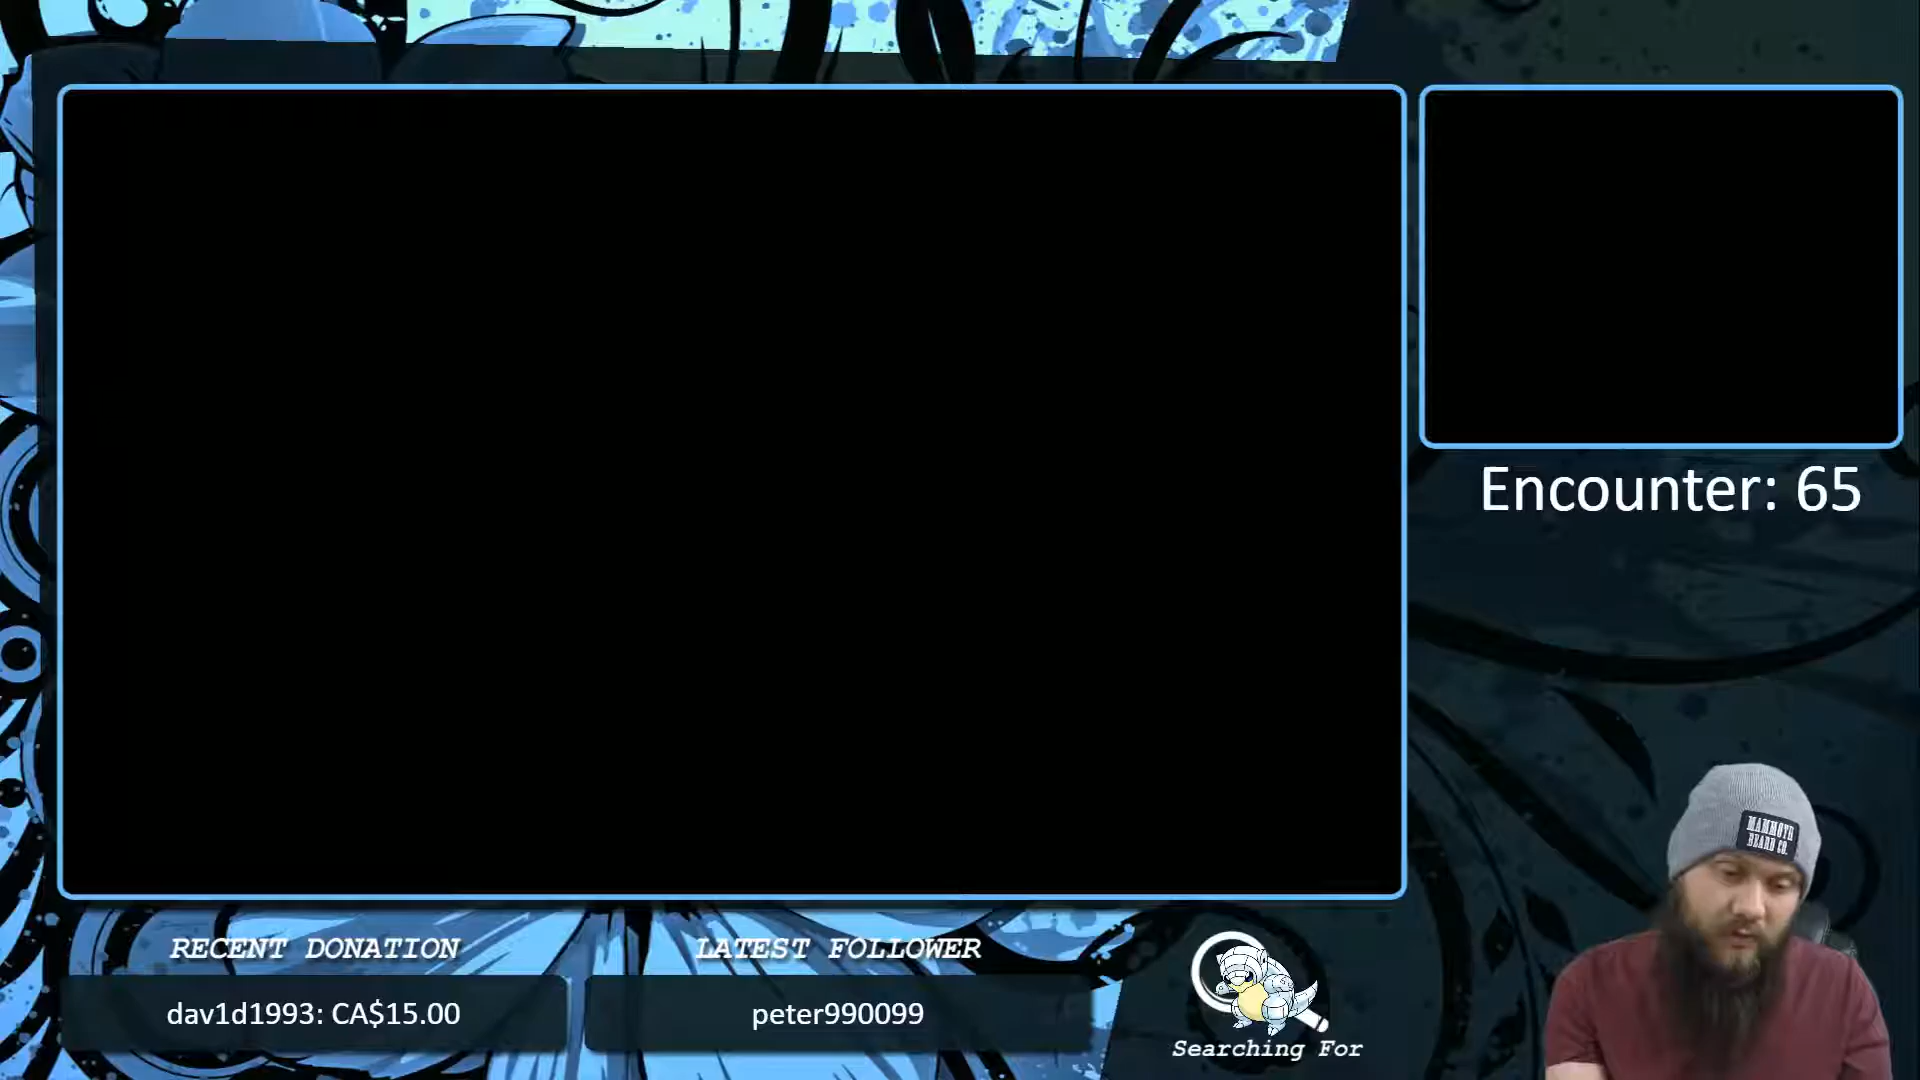 Encounter: 65
MAMMOTH
BEARD CO.
RECENT DONATION
LATEST FOLLOWER
dav1d1993: CA$15.00
peter990099
Searching For